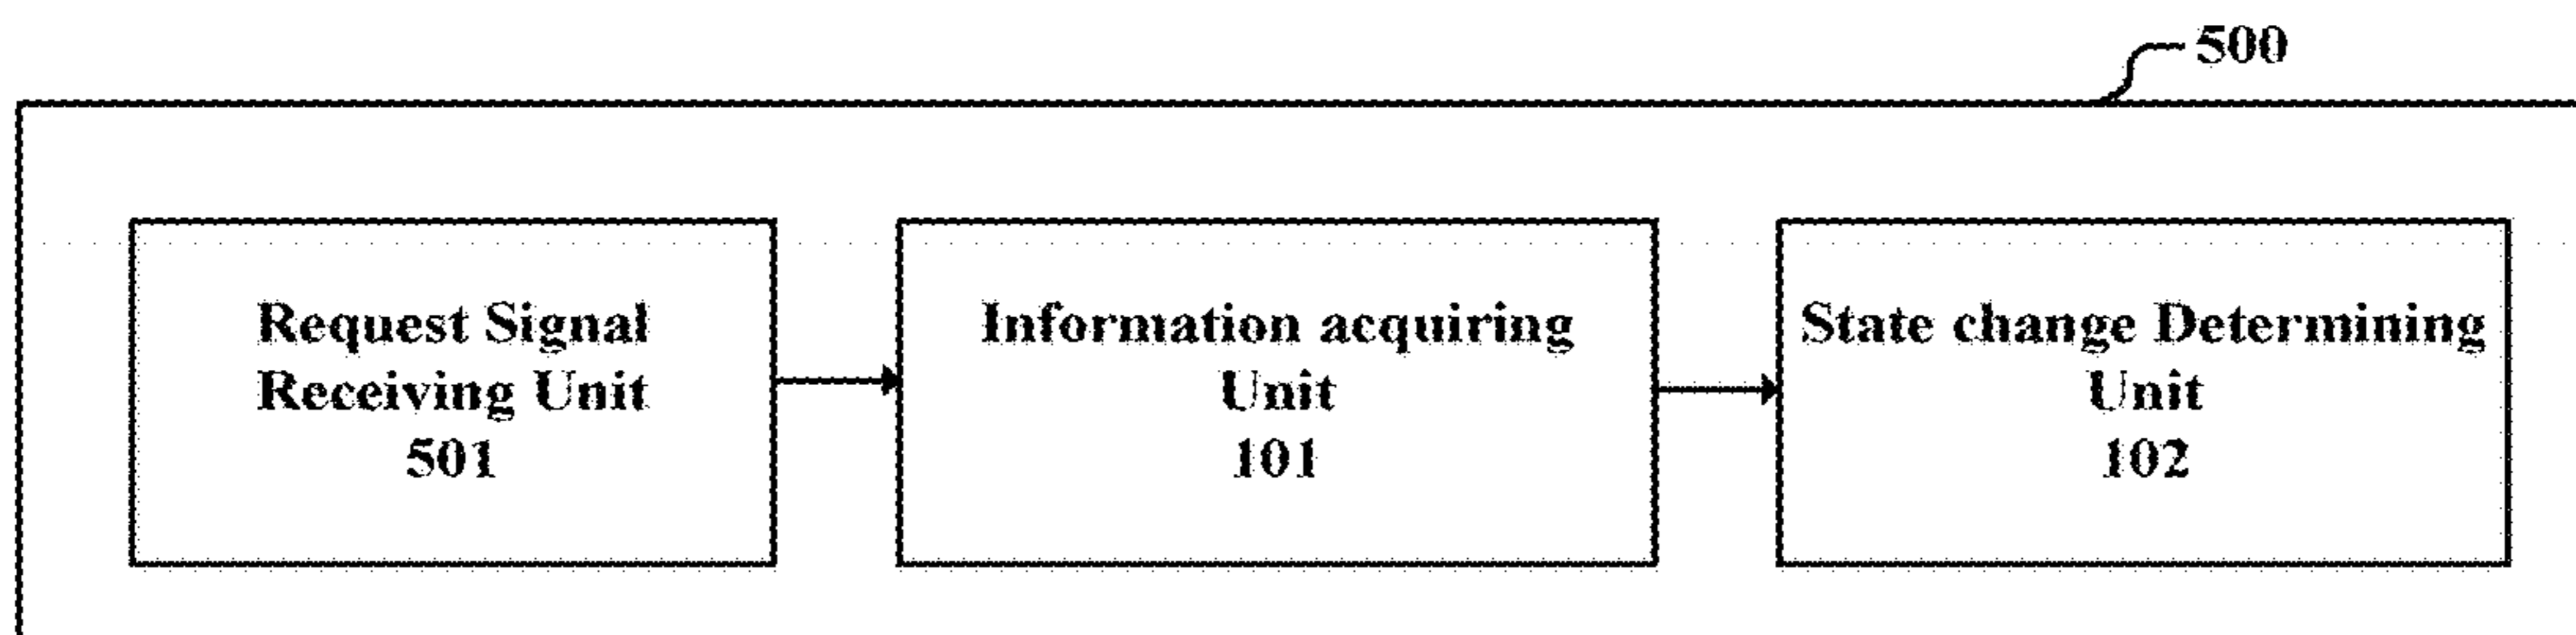 500
Request Signal
Receiving Unit
501
Information acquiring
Unit
101
State change Determining
Unit
102